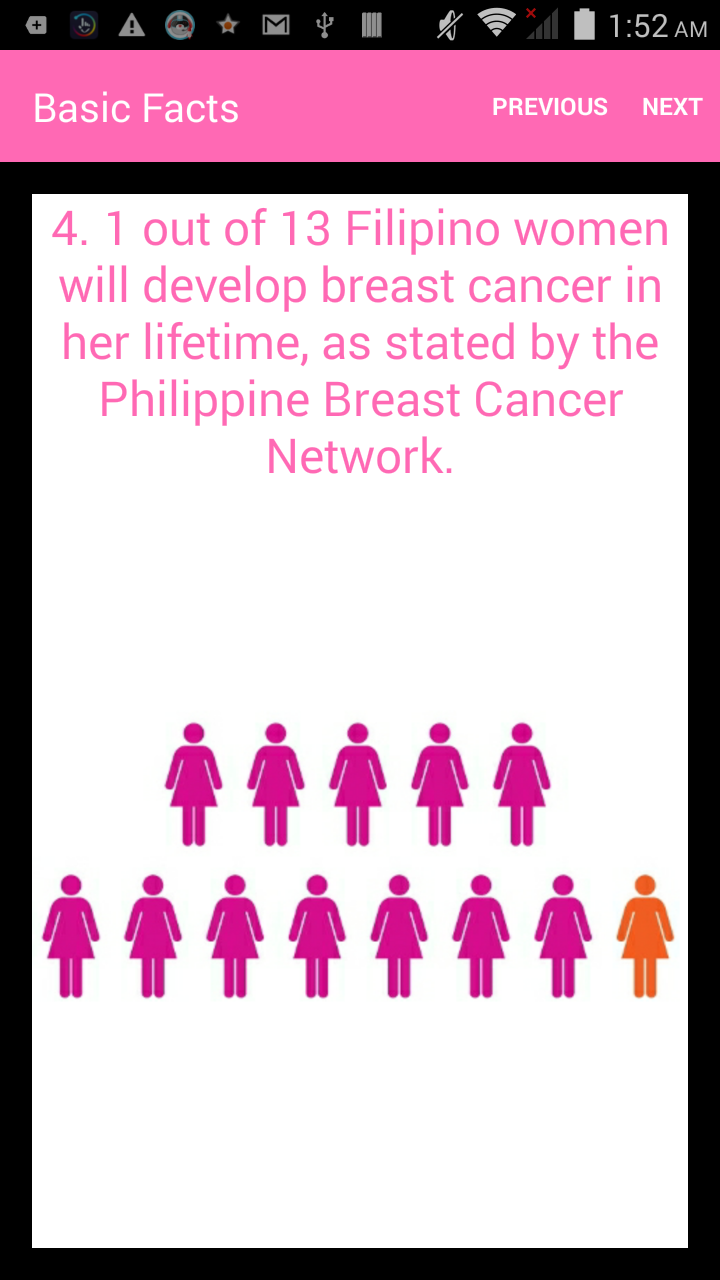 1:52 AM
Basic Facts PREVIOUS NEXT
4. 1 out of 13 Filipino women
will develop breast cancer in
her lifetime, as stated by the
Philippine Breast Cancer
Network.